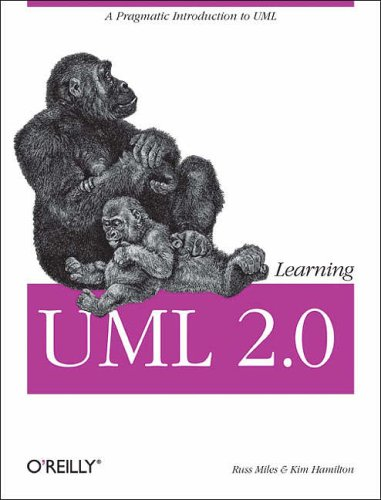 A Pragmatic Introduction to UML
Learning
UML 2.0
O'REILLY®
Russ Miles & Kim Hamilton